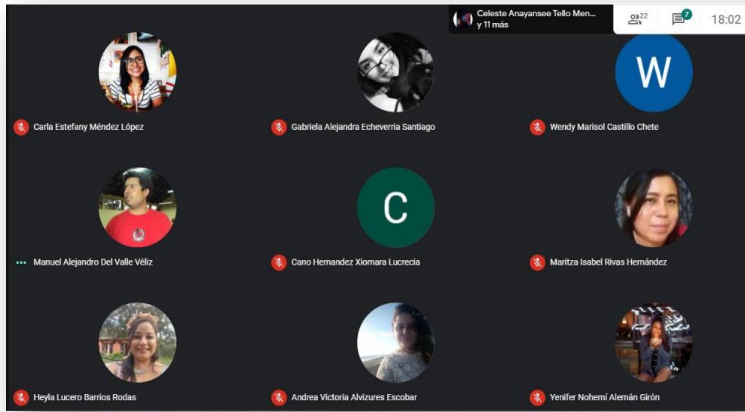 Celeste Anayansee Tello Men...
y 11 más
22
7
18:02
W
Carla Estefany Méndez López
Gabriela Alejandra Echeverria Santiago
Wendy Marisol Castillo Chete
C
Manuel Alejandro Del Valle Véliz
Cano Hernandez Xiomara Lucrecia
Maritza Isabel Rivas Hernández
Heyla Lucero Barrios Rodas
Andrea Victoria Alvizures Escobar
Yenifer Nohemí Alemán Girón